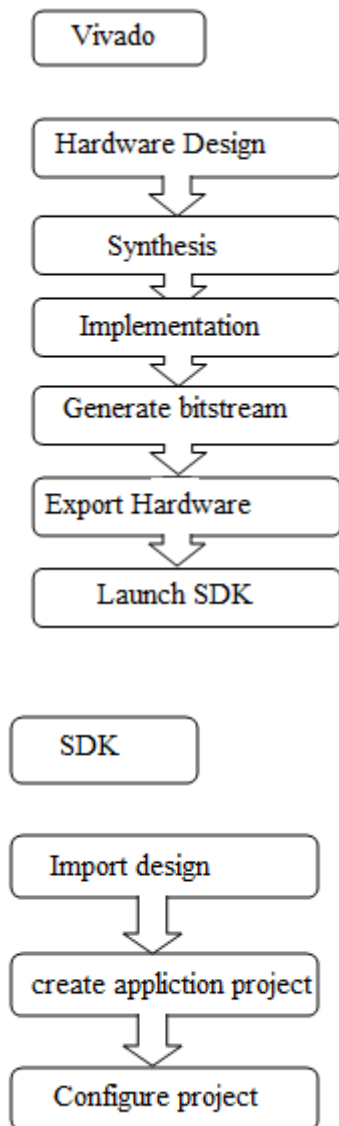 Vivado
Hardware Design
Synthesis
Implementation
Generate bitstream
Export Hardware
Launch SDK
SDK
Import design
create appliction project
Configure project